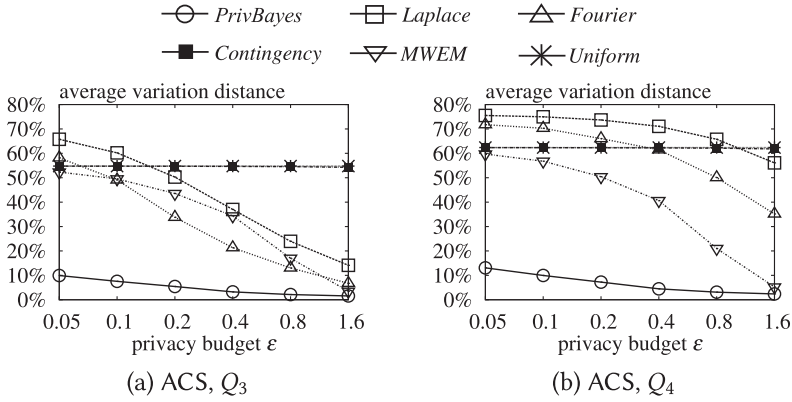 PrivBayes Laplace Fourier
Contingency MWEM Uniform
average variation distance
80%
70%
60%
50%
40%
30%
20%
10%
0%
0.05 0.1 0.2 0.4 0.8 1.6
privacy budget ε
(a) ACS, Q3
average variation distance
80%
70%
60%
50%
40%
30%
20%
10%
0%
0.05 0.1 0.2 0.4 0.8 1.6
privacy budget ε
(b) ACS, Q4